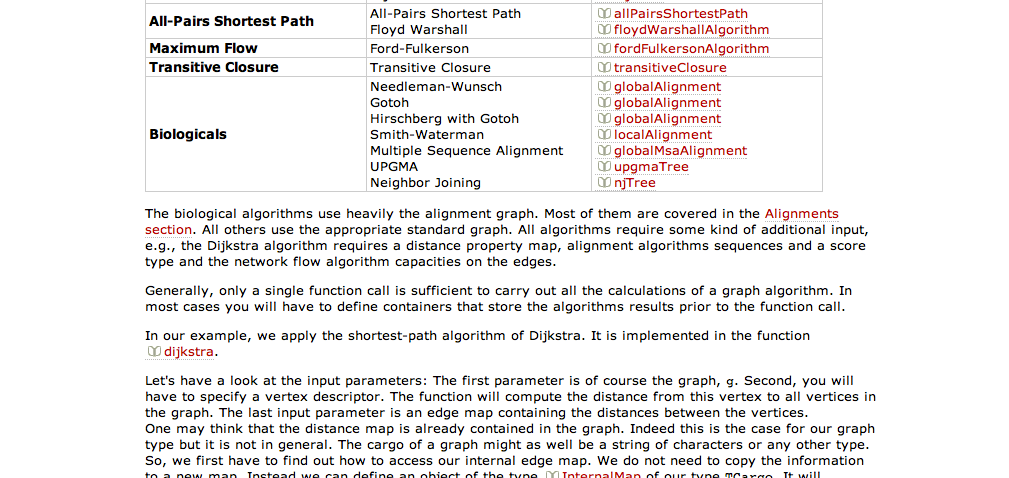 All-Pairs Shortest Path
All-Pairs Shortest Path
allPairsShortestPath
Floyd Warshall
floydWarshallAlgorithm
Maximum Flow
Ford-Fulkerson
fordFulkersonAlgorithm
Transitive Closure
Transitive Closure
transitiveClosure
Biologicals
Needleman-Wunsch
globalAlignment
Gotoh
globalAlignment
Hirschberg with Gotoh
globalAlignment
Smith-Waterman
localAlignment
Multiple Sequence Alignment
globalMsaAlignment
UPGMA
upgmaTree
Neighbor Joining
njTree
The biological algorithms use heavily the alignment graph. Most of them are covered in the Alignments
section. All others use the appropriate standard graph. All algorithms require some kind of additional input,
e.g., the Dijkstra algorithm requires a distance property map, alignment algorithms sequences and a score
type and the network flow algorithm capacities on the edges.
Generally, only a single function call is sufficient to carry out all the calculations of a graph algorithm. In
most cases you will have to define containers that store the algorithms results prior to the function call.
In our example, we apply the shortest-path algorithm of Dijkstra. It is implemented in the function
dijkstra.
Let's have a look at the input parameters: The first parameter is of course the graph, g. Second, you will
have to specify a vertex descriptor. The function will compute the distance from this vertex to all vertices in
the graph. The last input parameter is an edge map containing the distances between the vertices.
One may think that the distance map is already contained in the graph. Indeed this is the case for our graph
type but it is not in general. The cargo of a graph might as well be a string of characters or any other type.
So, we first have to find out how to access our internal edge map. We do not need to copy the information
to a new map. Instead we can define an object of the type InternalMap of our type TCargo. It will